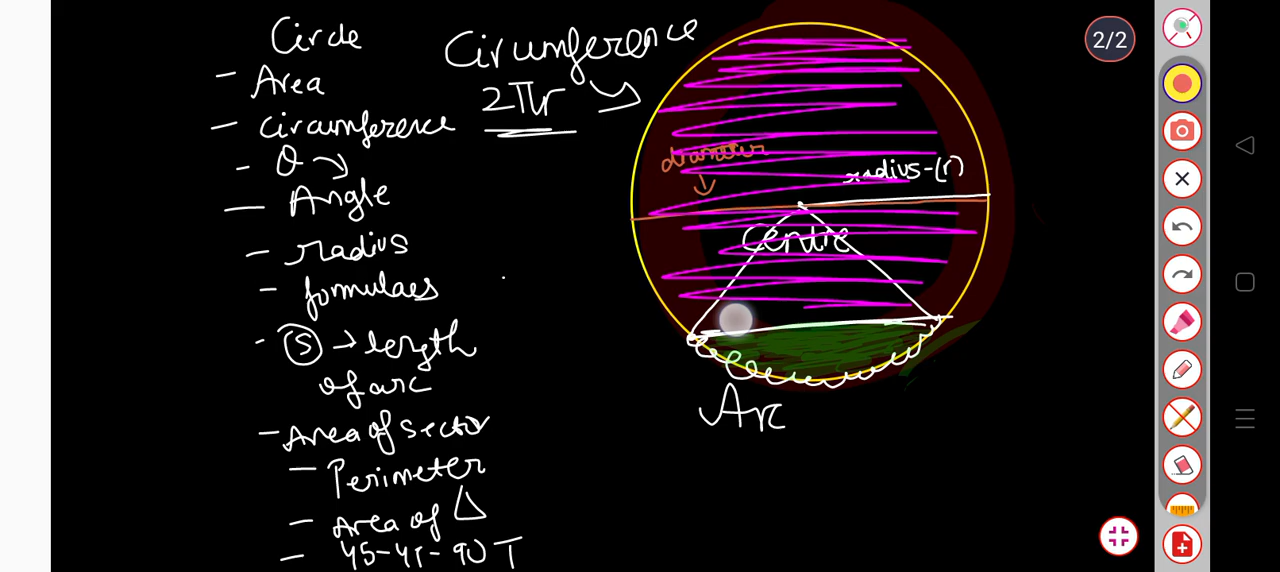 Circle
- Area
- circumference
- θ →
- Angle
- radius
- formulaes
- (S) → length
of arc
- Area of sector
- Perimeter
- Area of △
- 45-45-90 T
Circumference
2πr
2/2
diameter
radius-(r)
Centre
Arc